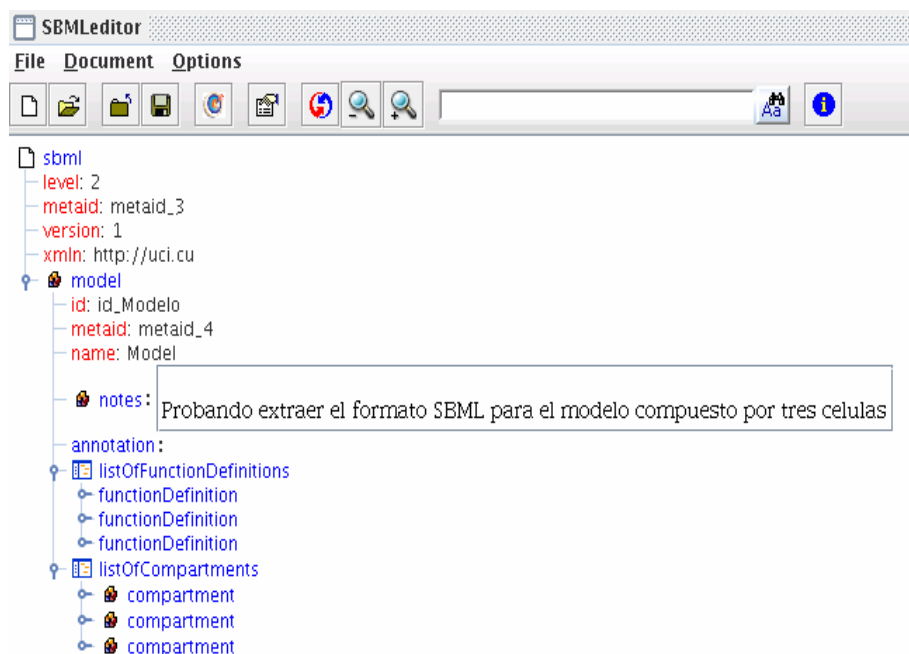 SBMLeditor
File Document Options
Aa
sbml
level: 2
metaid: metaid_3
version: 1
xmln: http://uci.cu
model
id: id_Modelo
metaid: metaid_4
name: Model
notes: Probando extraer el formato SBML para el modelo compuesto por tres celulas
annotation:
listOfFunctionDefinitions
functionDefinition
functionDefinition
functionDefinition
listOfCompartments
compartment
compartment
compartment